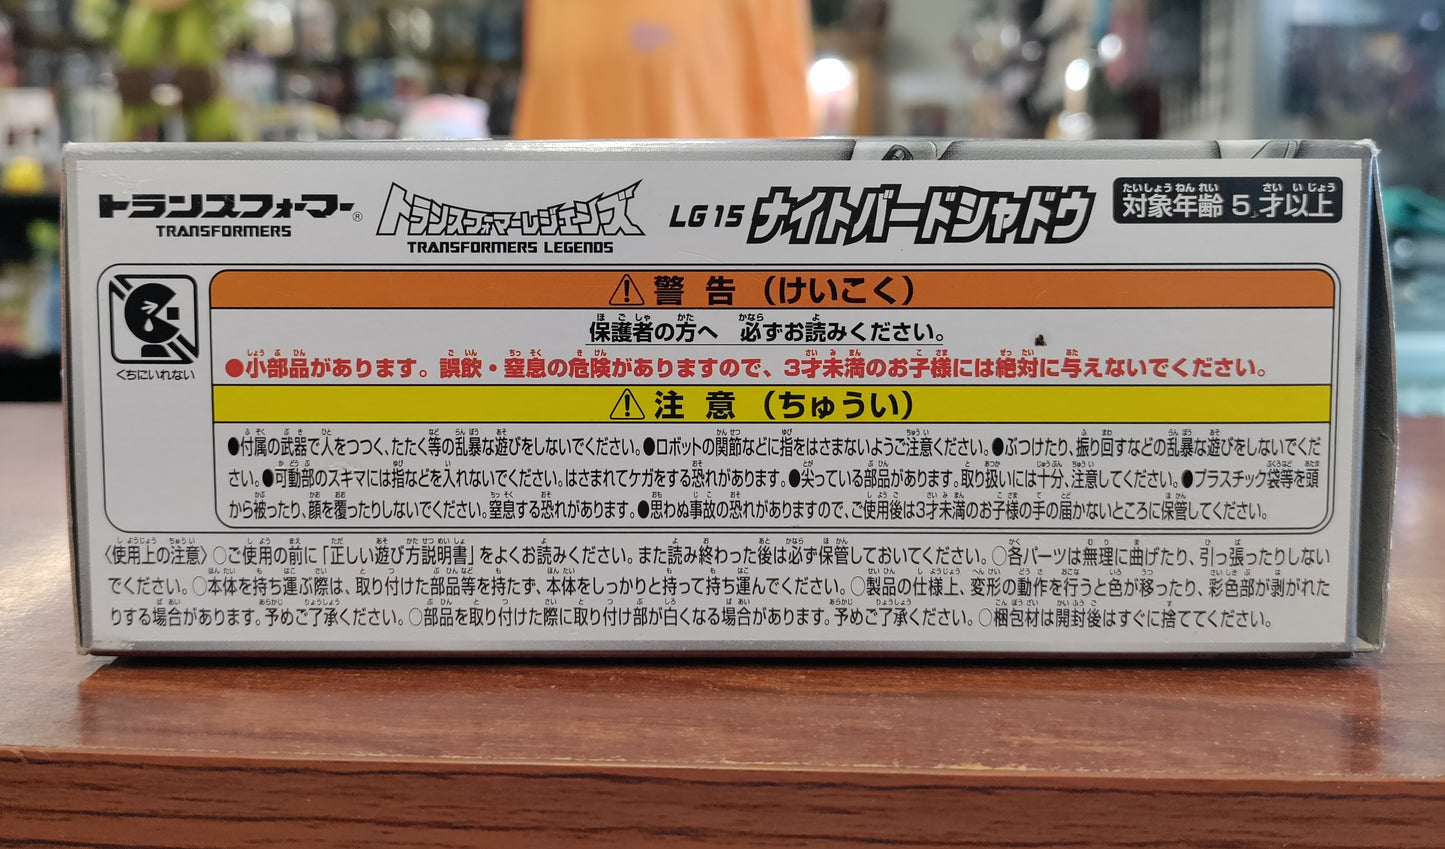 トランスフォーマー®
TRANSFORMERS
トランスフォーマーレジェンズ
TRANSFORMERS LEGENDS
LG15 ナイトバードシャドウ
対象年齢 5才以上
くちにいれない
⚠警告（けいこく）
保護者の方へ 必ずお読みください。
●小部品があります。誤飲・窒息の危険がありますので、3才未満のお子様には絶対に与えないでください。
⚠注意（ちゅうい）
●付属の武器で人をつつく、たたく等の乱暴な遊びをしないでください。●ロボットの関節などに指をはさまないようご注意ください。●ぶつけたり、振り回すなどの乱暴な遊びをしないでくだ
さい。●可動部のスキマには指などを入れないでください。はさまれてケガをする恐れがあります。●尖っている部品があります。取り扱いには十分、注意してください。●プラスチック袋等を頭
から被ったり、顔を覆ったりしないでください。窒息する恐れがあります。●思わぬ事故の恐れがありますので、ご使用後は3才未満のお子様の手の届かないところに保管してください。
〈使用上の注意〉○ご使用の前に「正しい遊び方説明書」をよくお読みください。また読み終わった後は必ず保管しておいてください。○各パーツは無理に曲げたり、引っ張ったりしない
でください。○本体を持ち運ぶ際は、取り付けた部品等を持たず、本体をしっかりと持って持ち運んでください。○製品の仕様上、変形の動作を行うと色が移ったり、彩色部が剥がれた
りする場合があります。予めご了承ください。○部品を取り付けた際に取り付け部が白くなる場合があります。予めご了承ください。○梱包材は開封後はすぐに捨ててください。